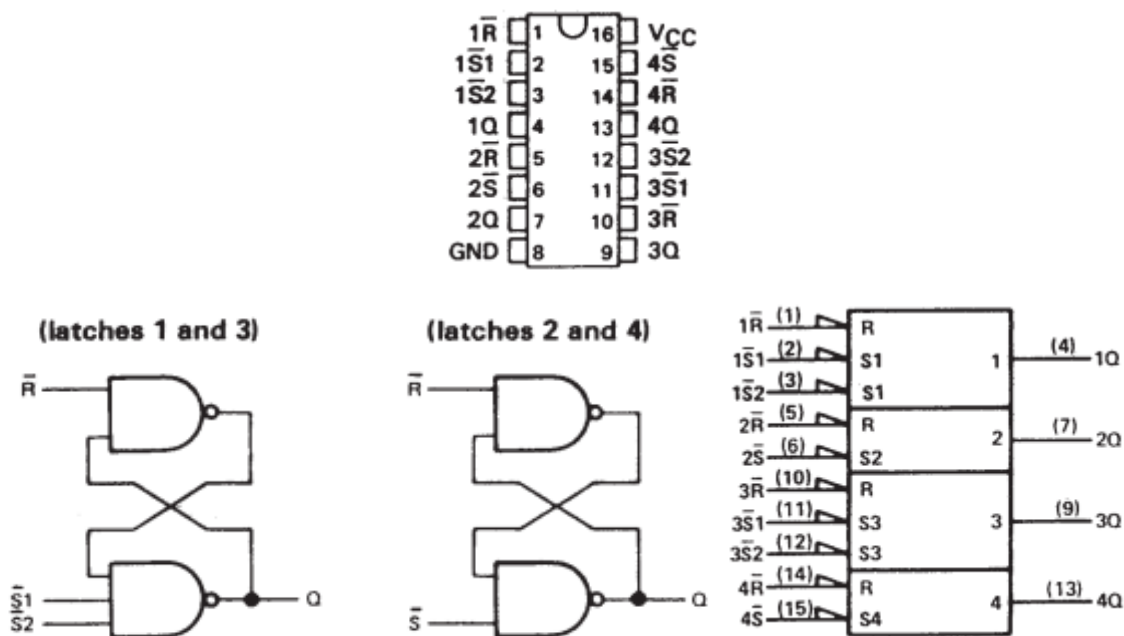 1R̅ 1 16 VCC
1S̅1 2 15 4S̅
1S̅2 3 14 4R̅
1Q 4 13 4Q
2R̅ 5 12 3S̅2
2S̅ 6 11 3S̅1
2Q 7 10 3R̅
GND 8 9 3Q
(latches 1 and 3)
R̅
S̅1
S̅2
Q
(latches 2 and 4)
R̅
S̅
Q
1R̅ (1) R
1S̅1 (2) S1 1 (4) 1Q
1S̅2 (3) S1
2R̅ (5) R
2 (7) 2Q
2S̅ (6) S2
3R̅ (10) R
3S̅1 (11) S3 3 (9) 3Q
3S̅2 (12) S3
4R̅ (14) R
4 (13) 4Q
4S̅ (15) S4